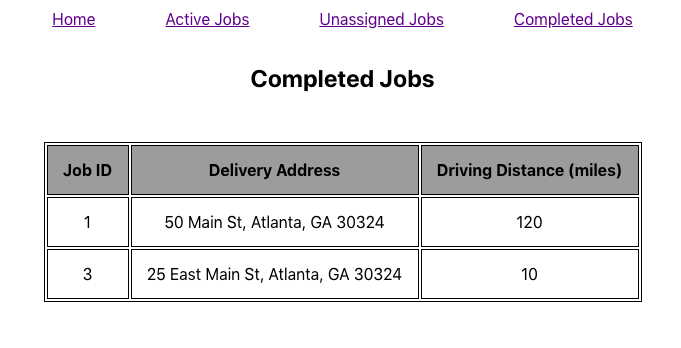 Home Active Jobs Unassigned Jobs Completed Jobs
Completed Jobs
Job ID Delivery Address Driving Distance (miles)
1 50 Main St, Atlanta, GA 30324 120
3 25 East Main St, Atlanta, GA 30324 10